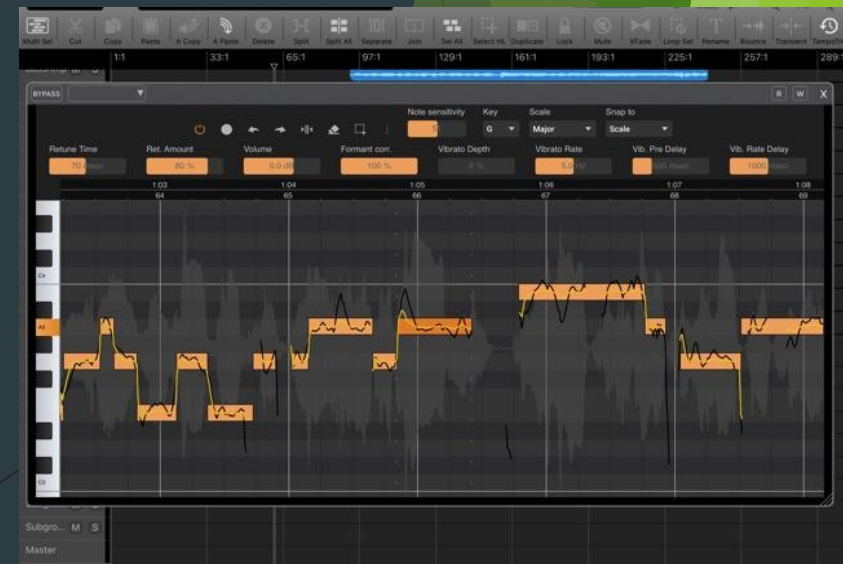 Multi Sel Cut Copy Paste A Copy A Paste Delete Split Split All Separate Join Sel All Select HL Duplicate Lock Mute XFade Loop Sel Rename Bounce Transient
1:1 33:1 65:1 97:1 129:1 161:1 193:1 225:1 257:1 289:
BYPASS R W X
Note sensitivity Key Scale Snap to
G Major Scale
Retune Time Ret. Amount Volume Formant corr. Vibrato Depth Vibrato Rate Vib. Pre Delay Vib. Rate Delay
70 msec 80 % 0.0 dB 100 % 0 % 5.0 Hz msec 1000 msec
1:03 1:04 1:05 1:06 1:07 1:08
64 65 66 67 68 69
C4
A3
C3
Subgro... M S
Master